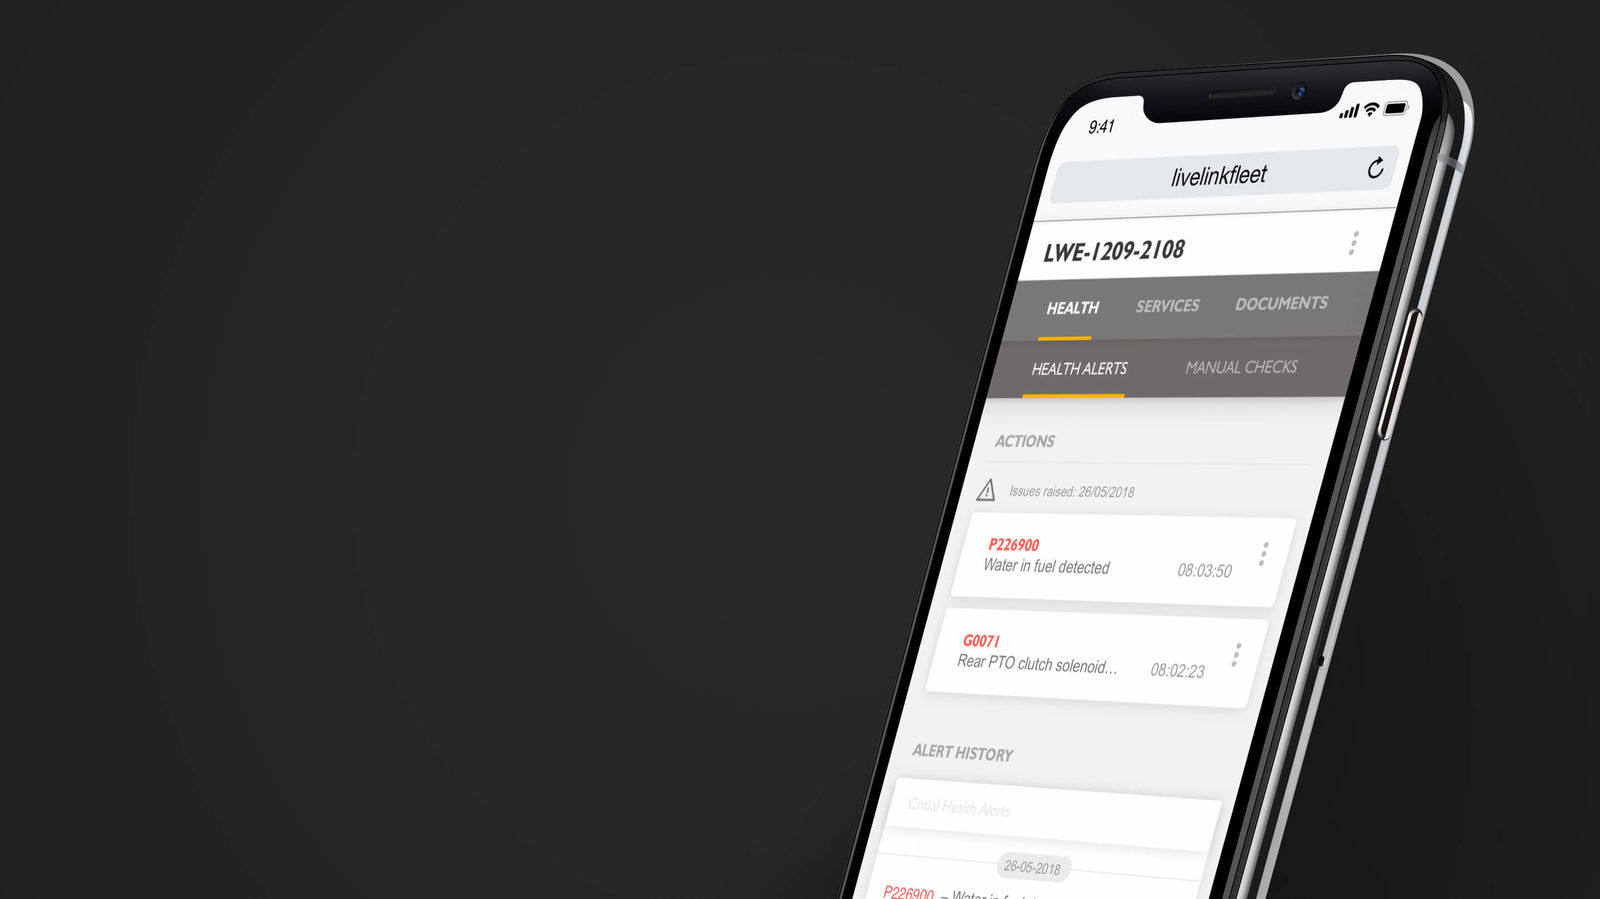 9:41
livelinkfleet
LWE-1209-2108
HEALTH SERVICES DOCUMENTS
HEALTH ALERTS MANUAL CHECKS
ACTIONS
Issues raised: 26/05/2018
P226900
Water in fuel detected 08:03:50
G0071
Rear PTO clutch solenoid... 08:02:23
ALERT HISTORY
Critial Health Alerts
26-05-2018
P226900 – Water in fuel